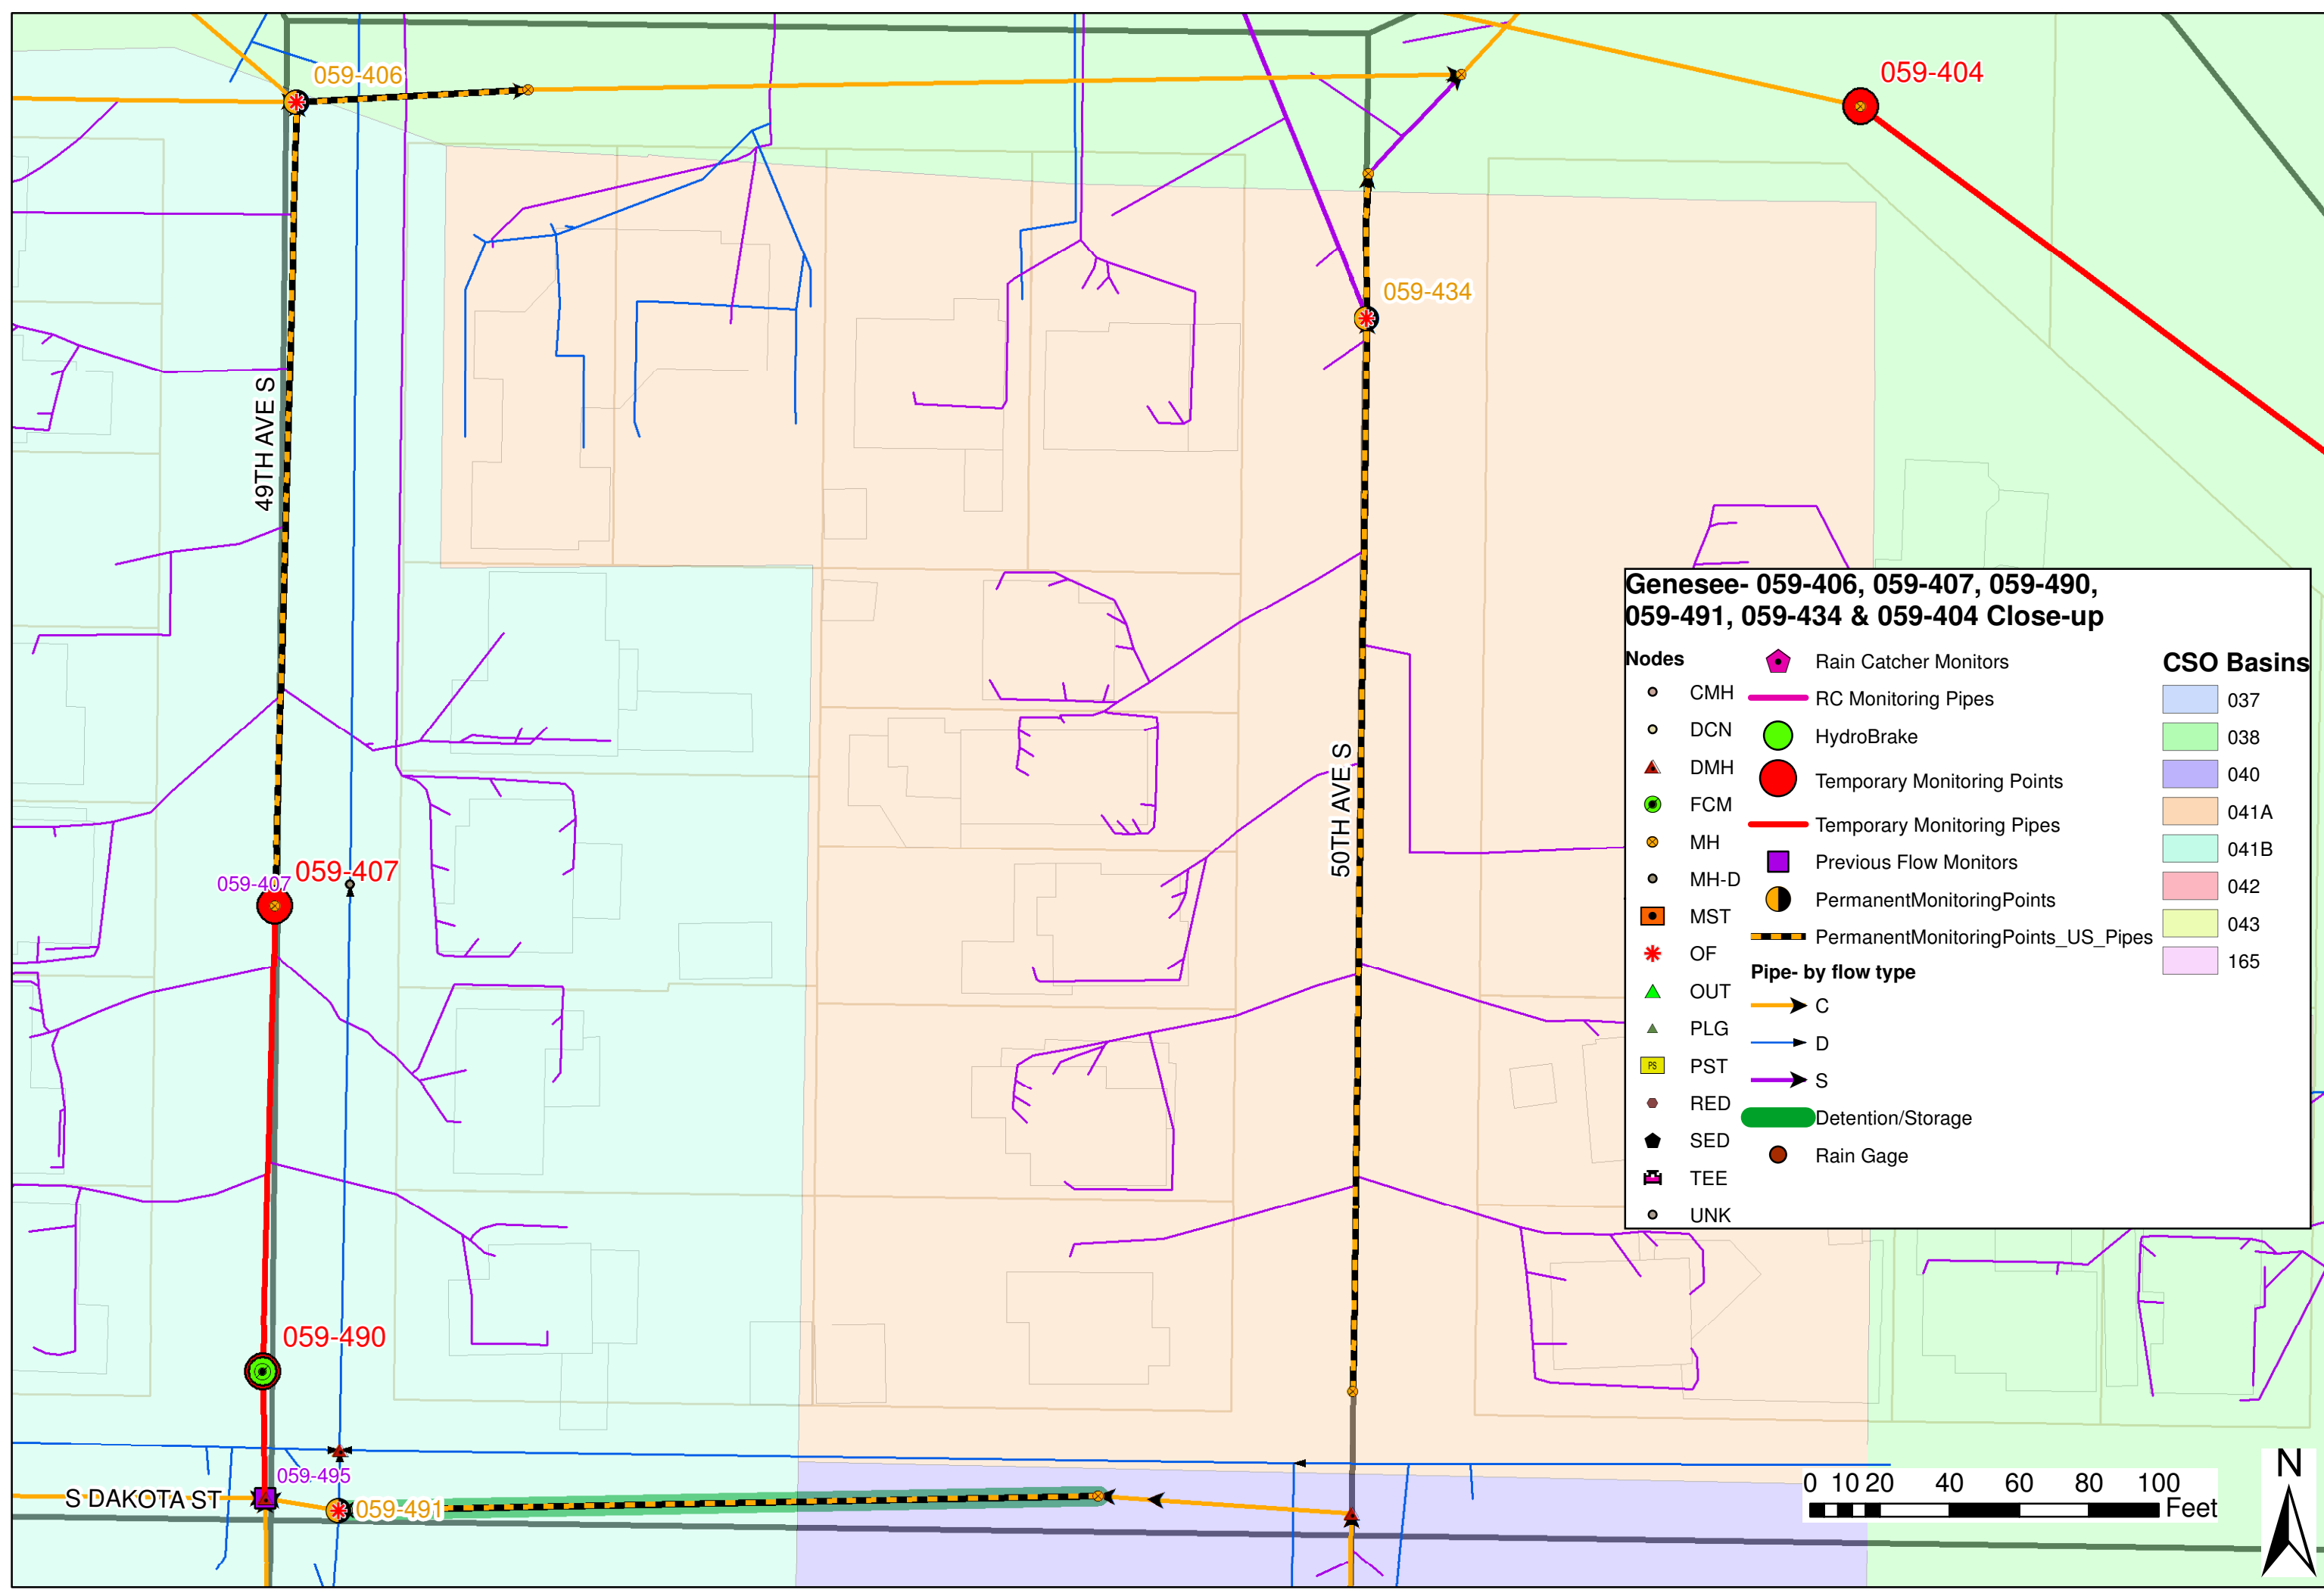 059-406
059-404
059-434
49TH AVE S
Genesee- 059-406, 059-407, 059-490,
059-491, 059-434 & 059-404 Close-up
Nodes
CMH
DCN
DMH
FCM
MH
MH-D
MST
OF
OUT
PLG
PST
PS
RED
SED
TEE
UNK
Rain Catcher Monitors
RC Monitoring Pipes
HydroBrake
Temporary Monitoring Points
Temporary Monitoring Pipes
Previous Flow Monitors
PermanentMonitoringPoints
PermanentMonitoringPoints_US_Pipes
Pipe- by flow type
C
D
S
Detention/Storage
Rain Gage
CSO Basins
037
038
040
041A
041B
042
043
165
50TH AVE S
059-407
059-407
059-490
059-495
S DAKOTA ST
059-491
0 10 20 40 60 80 100
Feet
N